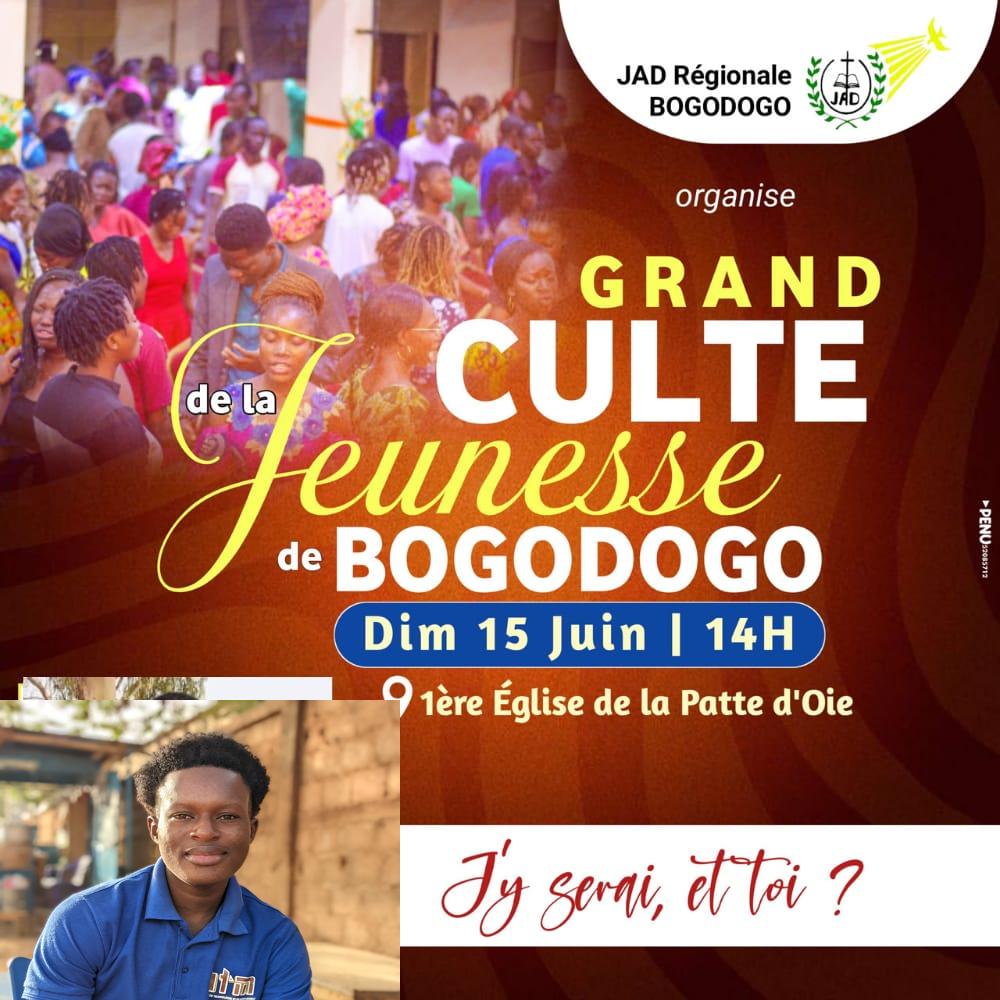 JAD Régionale
BOGODOGO
JAD
organise
GRAND
CULTE
de la
Jeunesse
de BOGODOGO
Dim 15 Juin | 14H
1ère Église de la Patte d'Oie
J'y serai, et toi ?
PENU